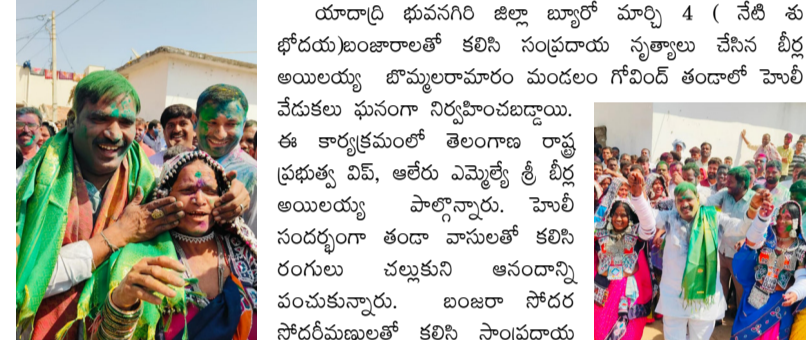 యాదాద్రి భువనగిరి జిల్లా బ్యూరో మార్చి 4 ( నేటి శు
భోదయ)బంజారాలతో కలిసి సంప్రదాయ నృత్యాలు చేసిన బీర్ల
అయిలయ్య బొమ్మలరామారం మండలం గోవింద్ తండాలో హెలీ
వేడుకలు ఘనంగా నిర్వహించబడ్డాయి.
ఈ కార్యక్రమంలో తెలంగాణ రాష్ట్ర
ప్రభుత్వ విప్, ఆలేరు ఎమ్మెల్యే శ్రీ బీర్ల
అయిలయ్య పాల్గొన్నారు. హెలీ
సందర్భంగా తండా వాసులతో కలిసి
రంగులు చల్లుకుని ఆనందాన్ని
పంచుకున్నారు. బంజరా సోదర
సోదరీమణులతో కలిసి సాంప్రదాయ